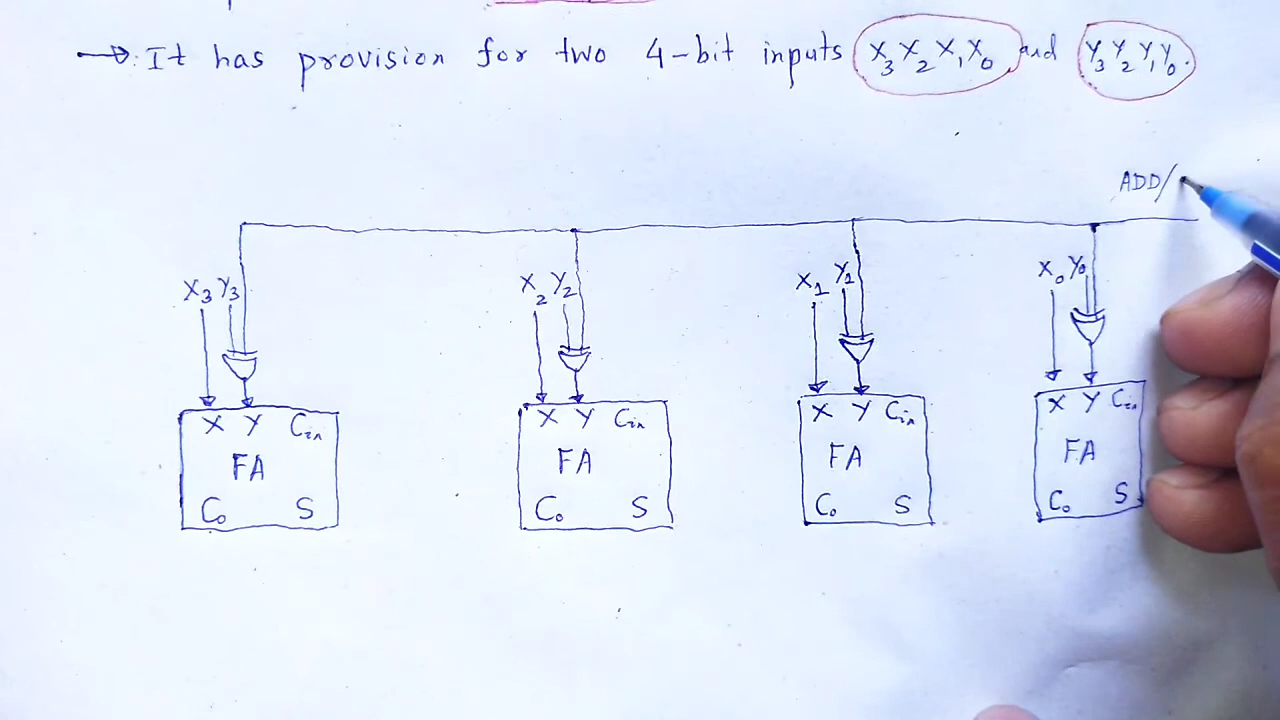 → It has provision for two 4-bit inputs X₃X₂X₁X₀ and Y₃Y₂Y₁Y₀.
ADD/
X₃ Y₃ X₂ Y₂ X₁ Y₁ X₀ Y₀
X Y Cin X Y Cin X Y Cin X Y Cin
FA FA FA FA
C₀ S C₀ S C₀ S C₀ S